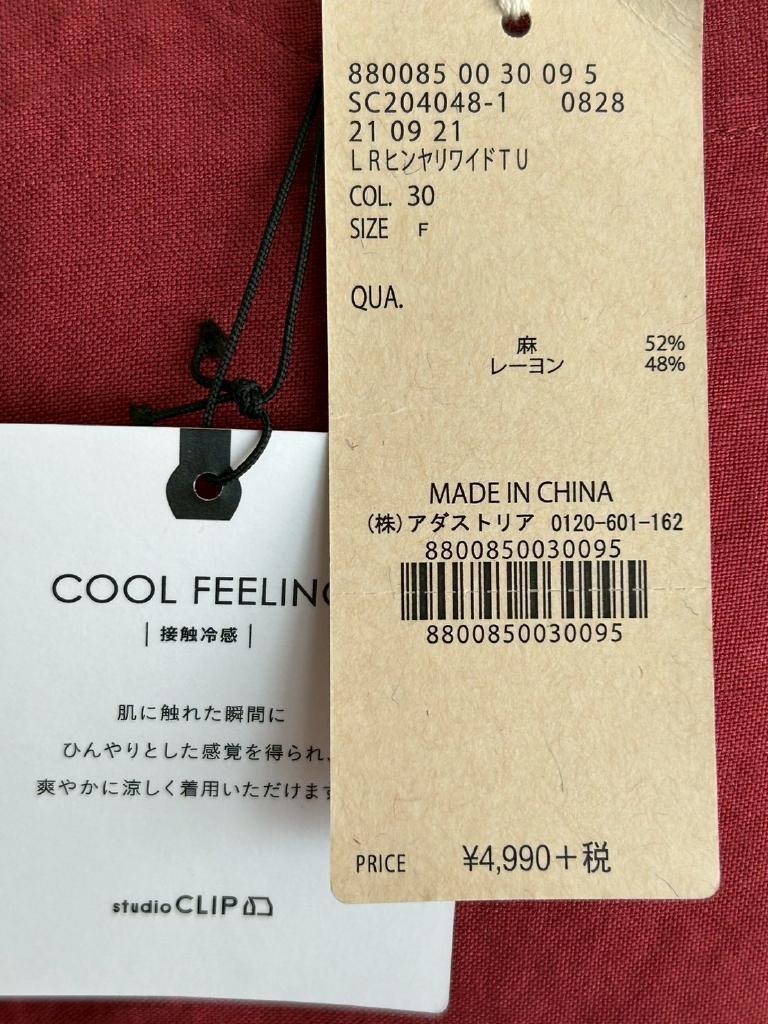 880085 00 30 09 5
SC204048-1 0828
21 09 21
LRヒンヤリワイドTU
COL. 30
SIZE F
QUA.
麻 52%
レーヨン 48%
MADE IN CHINA
(株)アダストリア 0120-601-162
8800850030095
8800850030095
PRICE ¥4,990+税
COOL FEELING
接触冷感
肌に触れた瞬間に
ひんやりとした感覚を得られ、
爽やかに涼しく着用いただけます
studio CLIP